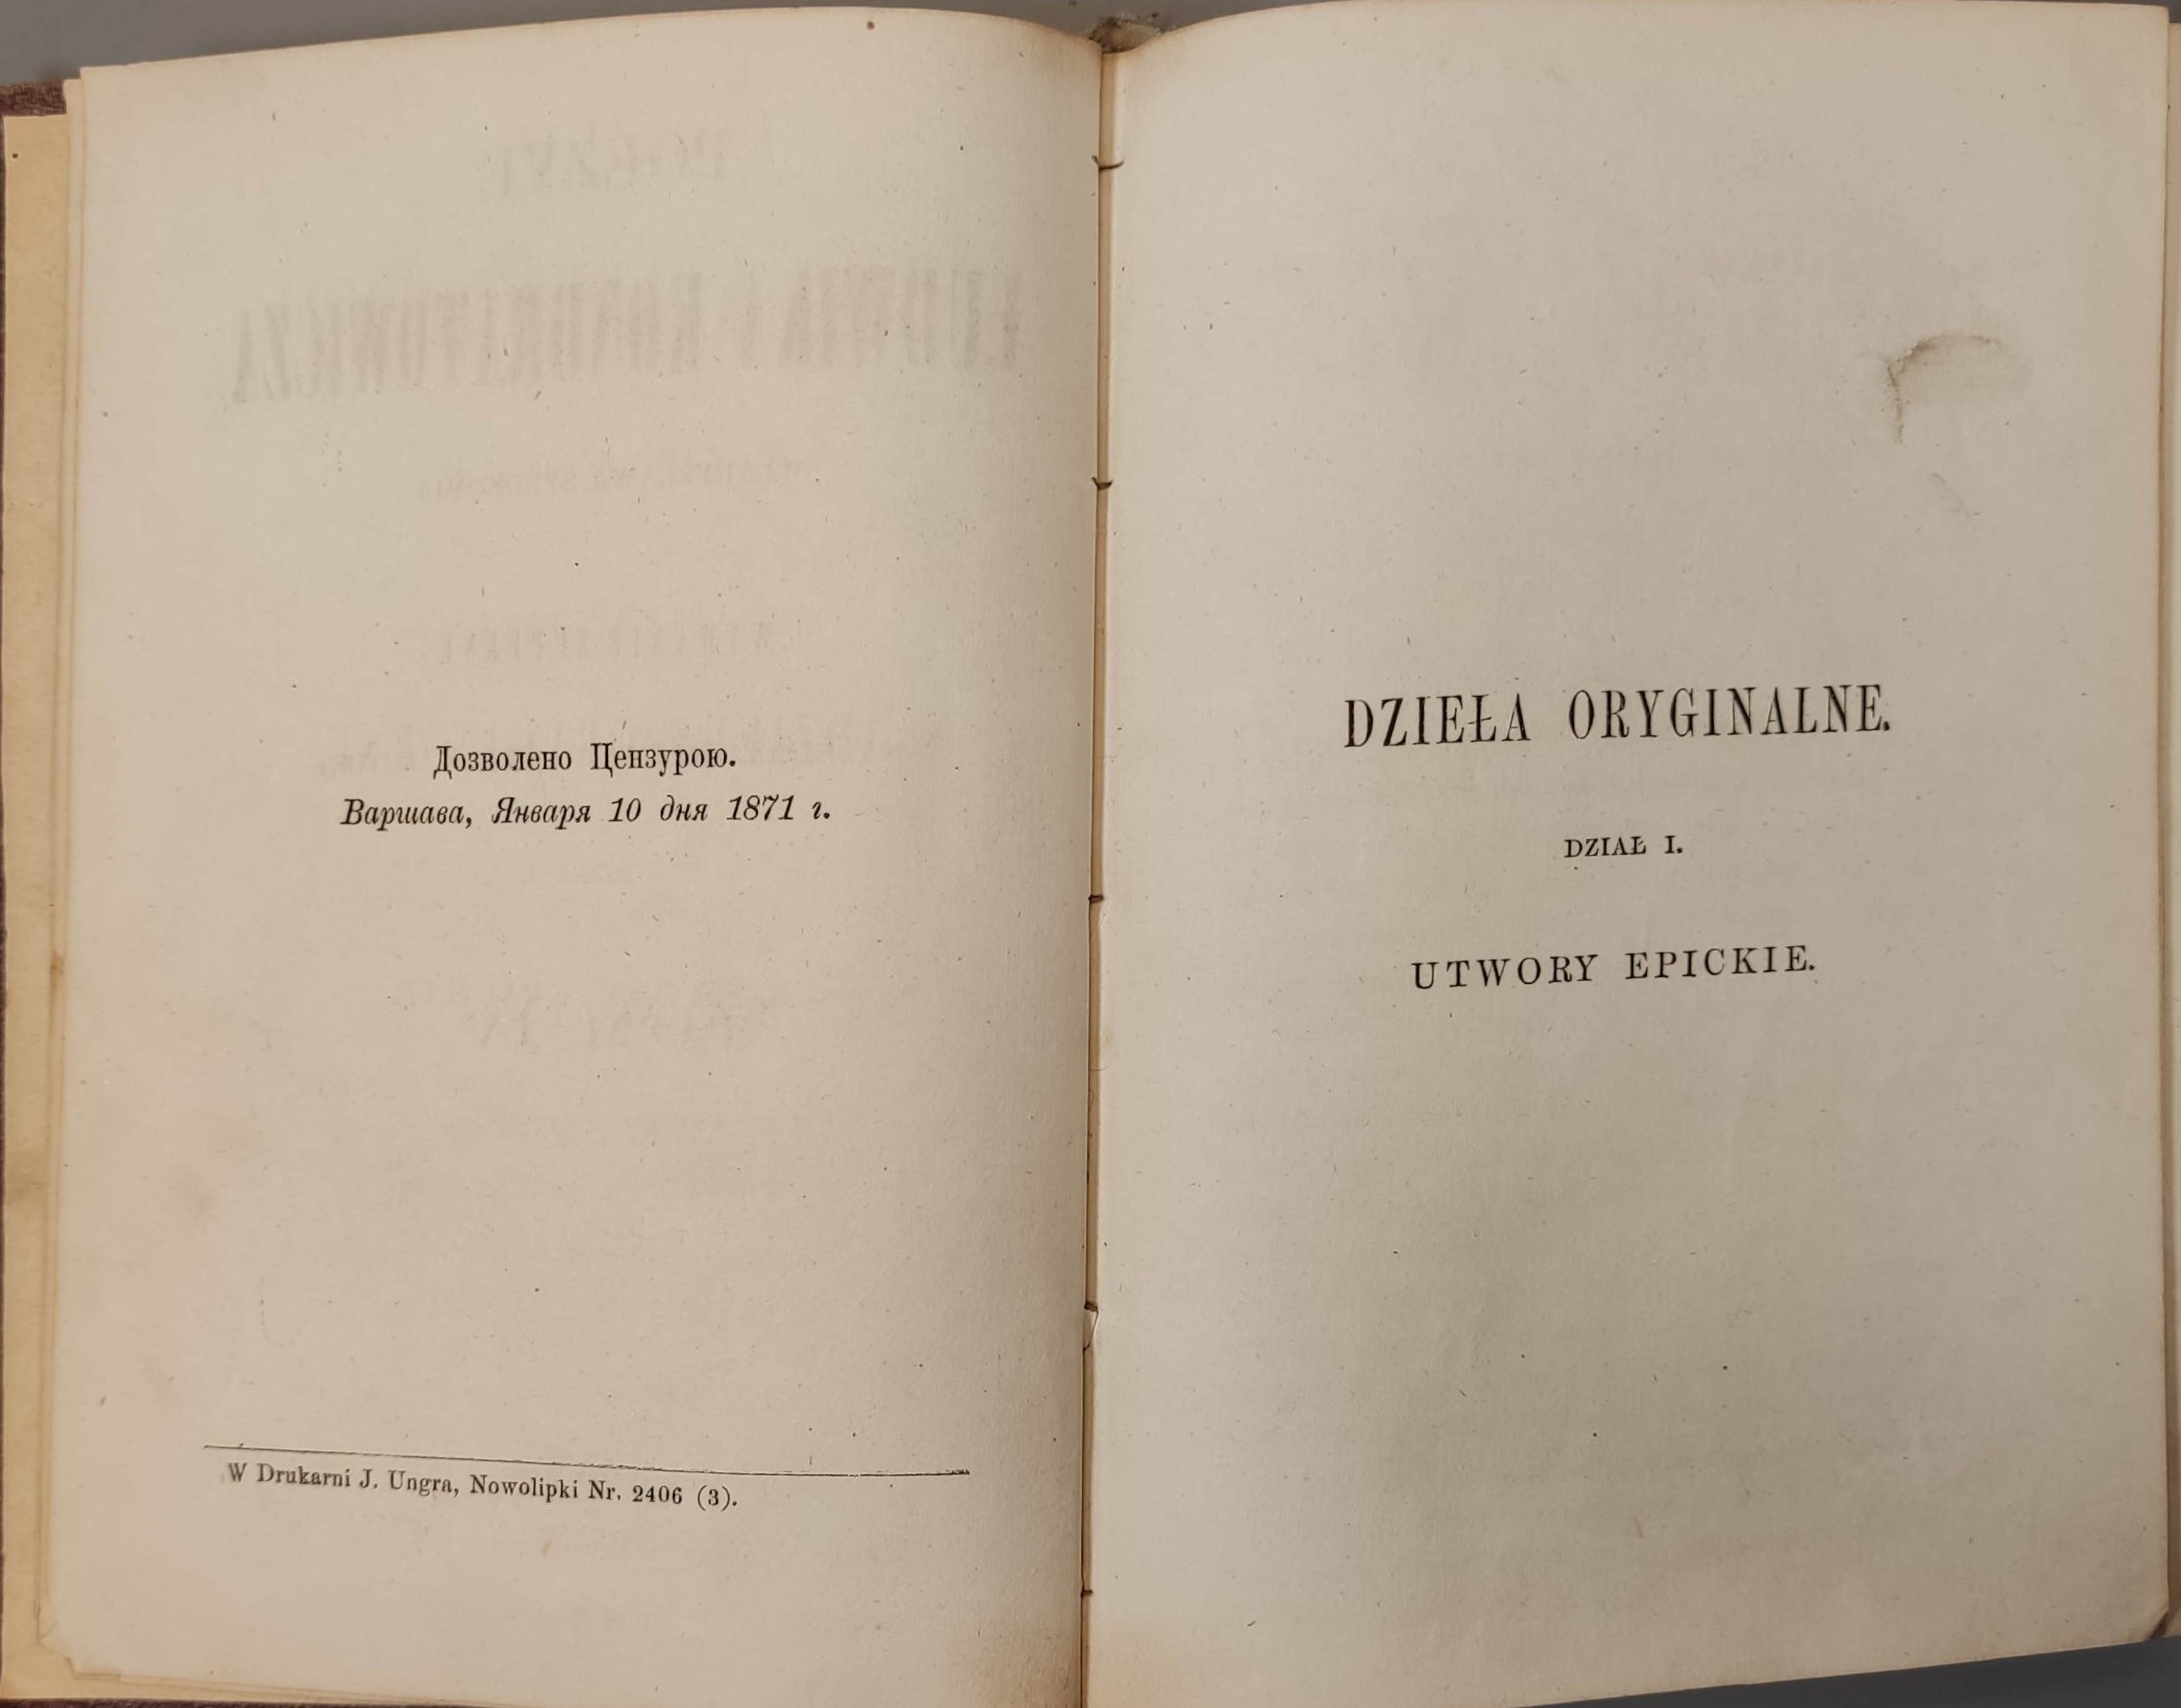 Дозволено Цензурою.
Варшава, Января 10 дня 1871 г.
W Drukarni J. Ungra, Nowolipki Nr. 2406 (3).
DZIEŁA ORYGINALNE.
DZIAŁ I.
UTWORY EPICKIE.